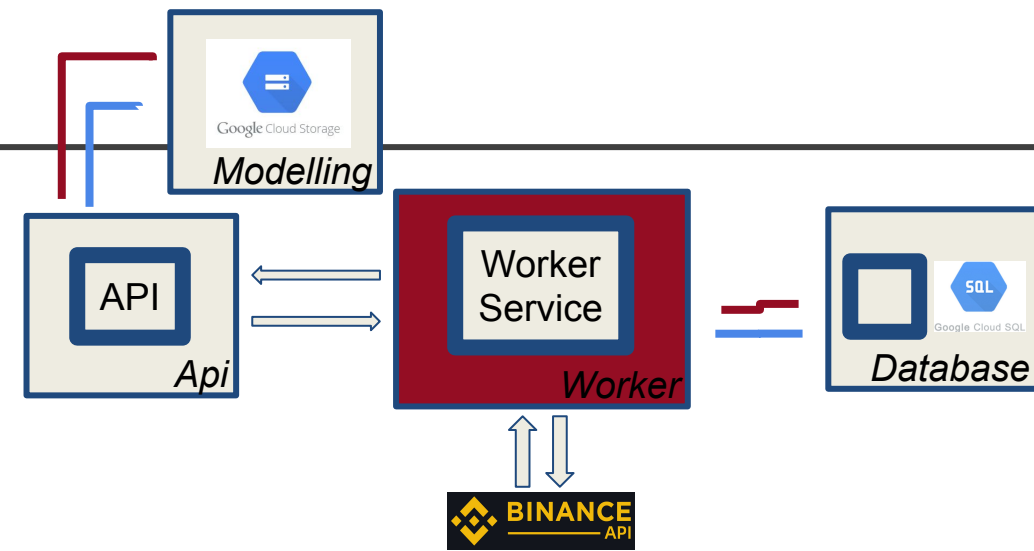 Google Cloud Storage
Modelling
API
Api
Worker
Service
Worker
SQL
Google Cloud SQL
Database
BINANCE
API